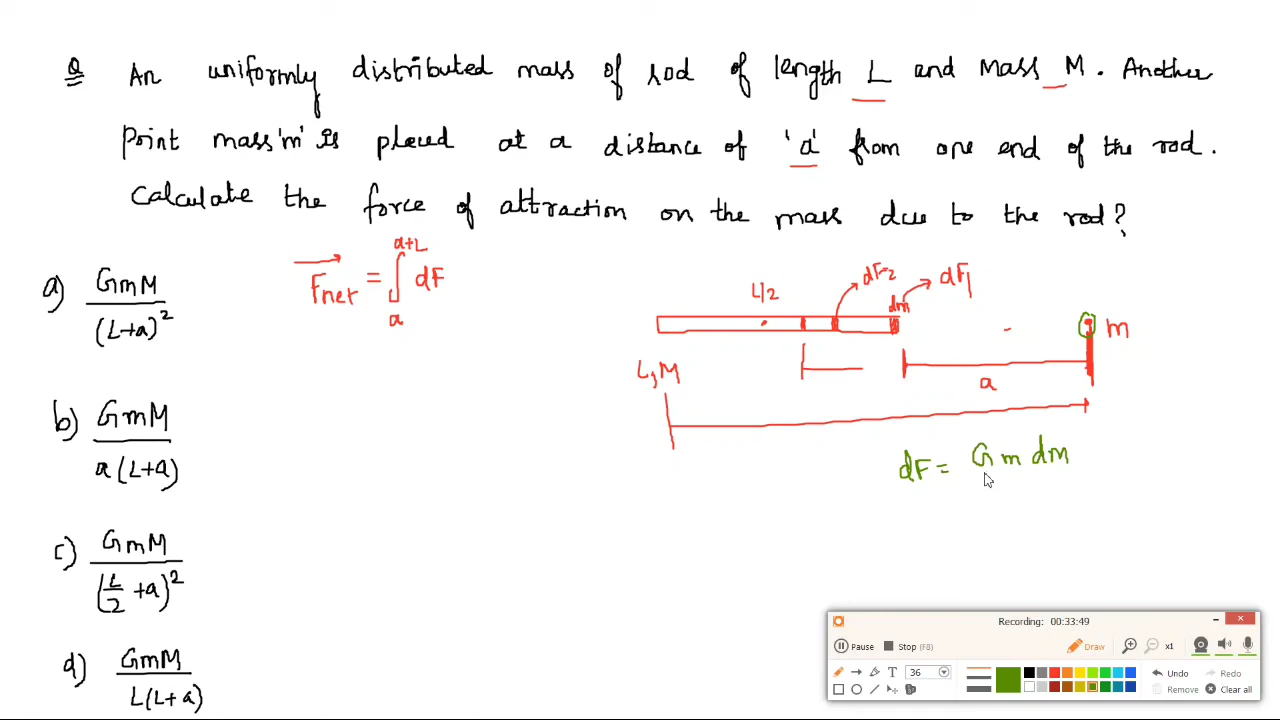 Q An uniformly distributed mass of rod of length L and Mass M. Another
Point mass 'm' is placed at a distance of 'a' from one end of the rod.
Calculate the force of attraction on the mass due to the rod?
a) GmM
(L+a)²
Fnet = ∫ dF
a+L
a
L/2
dF2
dm
dF1
m
L, M
a
b) GmM
a(L+a)
dF = G m dM
c) GmM
(L/2 + a)²
d) GmM
L(L+a)
Recording: 00:33:49
Pause Stop (F8) Draw x1
T 36 Undo Redo
Remove Clear all